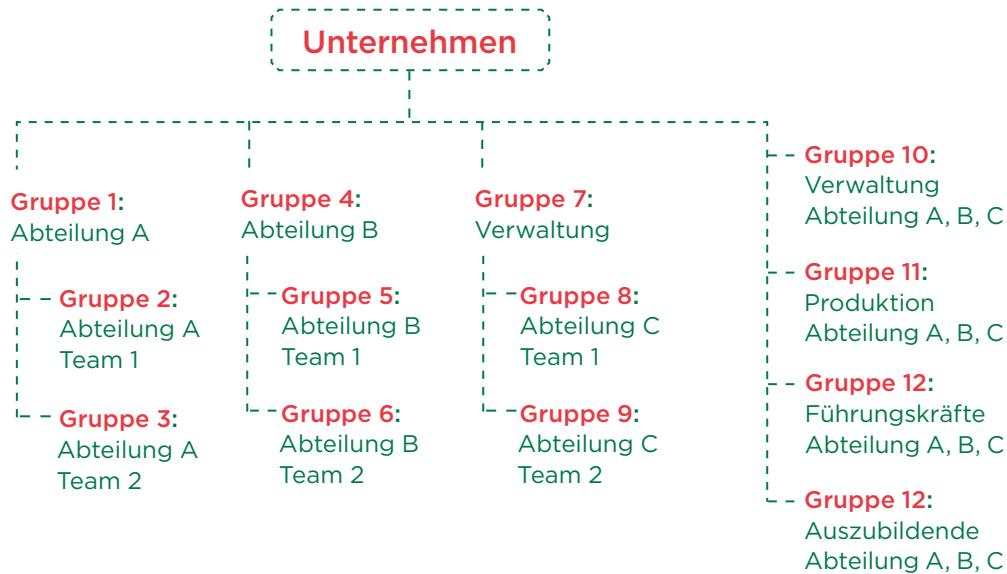 Unternehmen
Gruppe 1:
Abteilung A
Gruppe 2:
Abteilung A
Team 1
Gruppe 3:
Abteilung A
Team 2
Gruppe 4:
Abteilung B
Gruppe 5:
Abteilung B
Team 1
Gruppe 6:
Abteilung B
Team 2
Gruppe 7:
Verwaltung
Gruppe 8:
Abteilung C
Team 1
Gruppe 9:
Abteilung C
Team 2
Gruppe 10:
Verwaltung
Abteilung A, B, C
Gruppe 11:
Produktion
Abteilung A, B, C
Gruppe 12:
Führungskräfte
Abteilung A, B, C
Gruppe 12:
Auszubildende
Abteilung A, B, C